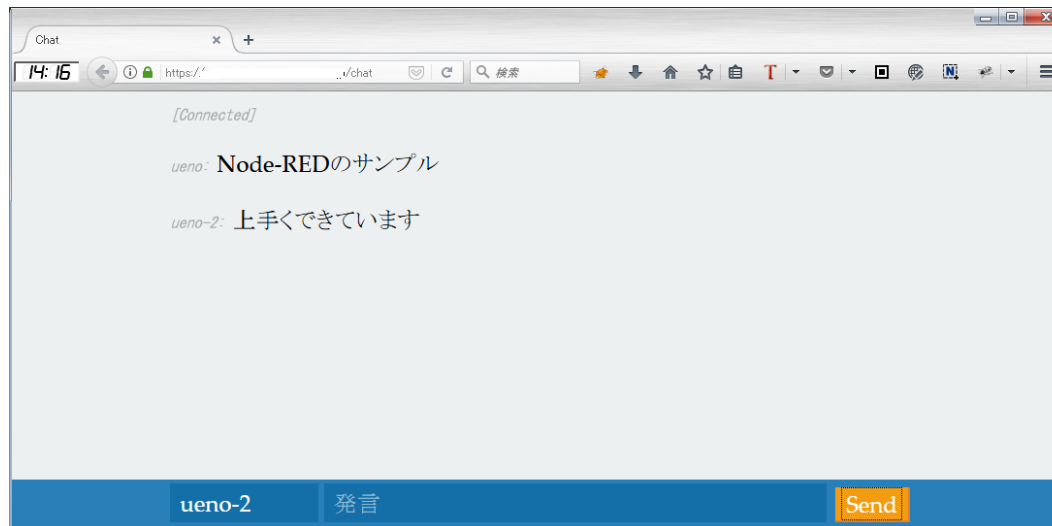 Chat
14:16
https:/
/chat
検索
[Connected]
ueno: Node-REDのサンプル
ueno-2: 上手くできています
ueno-2
発言
Send